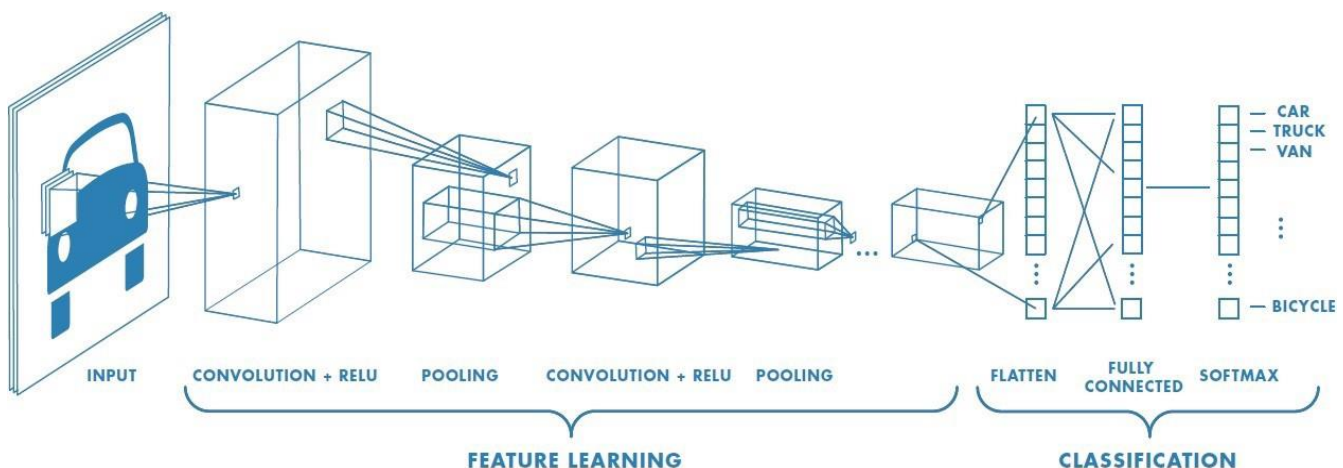 CAR
TRUCK
VAN
BICYCLE
INPUT
CONVOLUTION + RELU
POOLING
CONVOLUTION + RELU
POOLING
FLATTEN
FULLY
CONNECTED
SOFTMAX
FEATURE LEARNING
CLASSIFICATION